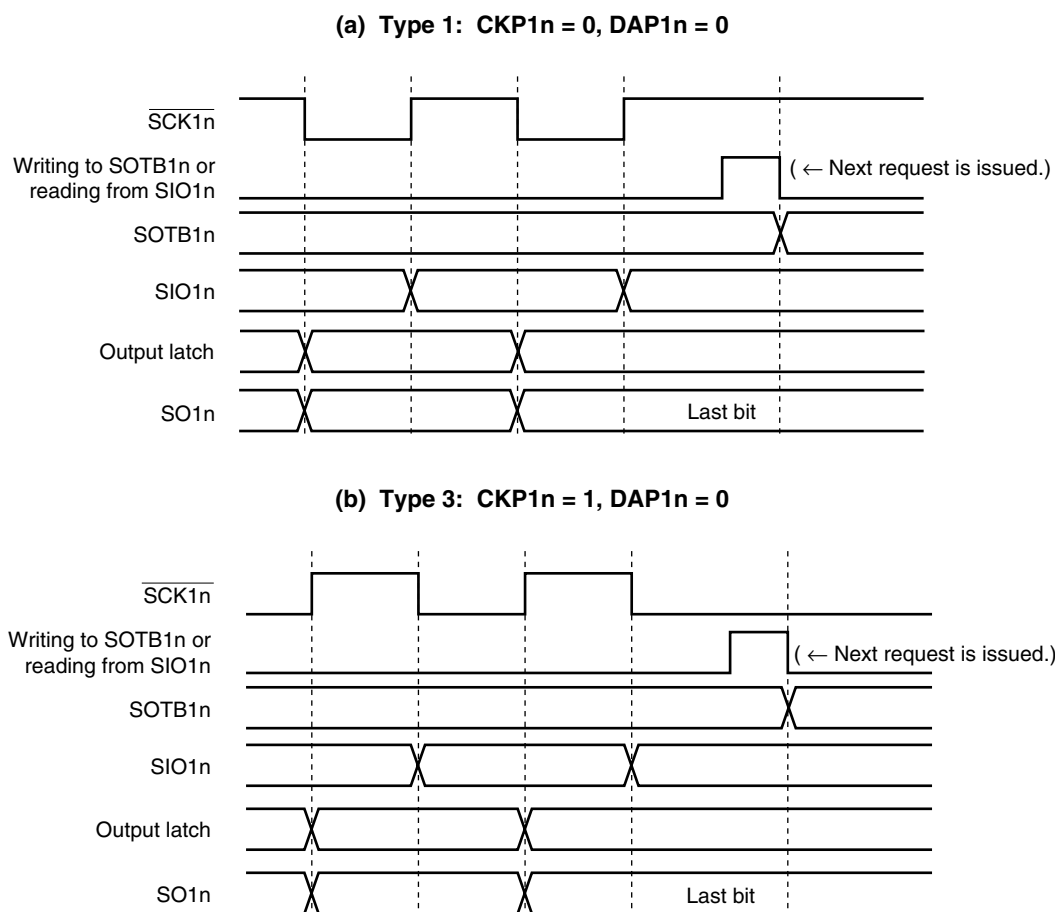 (a) Type 1: CKP1n = 0, DAP1n = 0
SCK1n
Writing to SOTB1n or
reading from SIO1n
( ← Next request is issued.)
SOTB1n
SIO1n
Output latch
SO1n
Last bit
(b) Type 3: CKP1n = 1, DAP1n = 0
SCK1n
Writing to SOTB1n or
reading from SIO1n
( ← Next request is issued.)
SOTB1n
SIO1n
Output latch
SO1n
Last bit